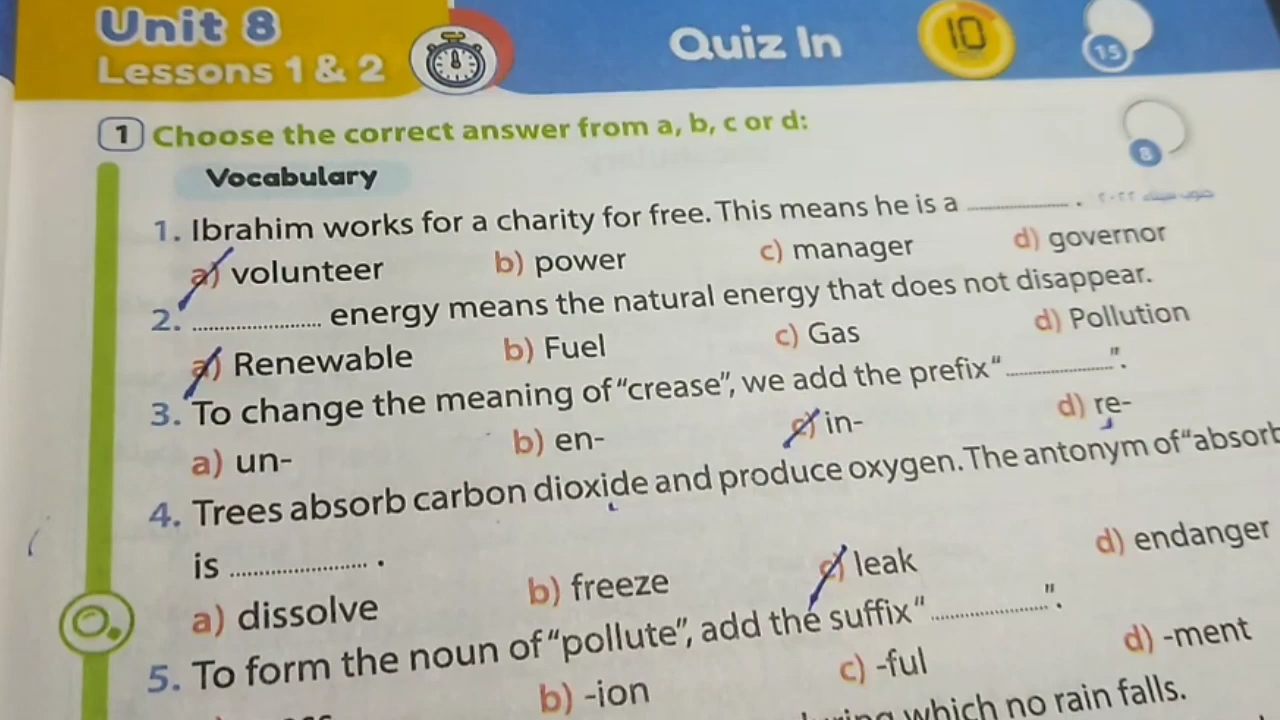 Unit 8
Lessons 1 & 2
Quiz In
10
15
1 Choose the correct answer from a, b, c or d:
8
Vocabulary
1. Ibrahim works for a charity for free. This means he is a .................... .
a) volunteer b) power c) manager d) governor
2. .................... energy means the natural energy that does not disappear.
a) Renewable b) Fuel c) Gas d) Pollution
3. To change the meaning of "crease", we add the prefix "....................".
a) un- b) en- c) in- d) re-
4. Trees absorb carbon dioxide and produce oxygen. The antonym of "absorb
is .................... .
a) dissolve b) freeze c) leak d) endanger
5. To form the noun of "pollute", add the suffix "....................".
b) -ion c) -ful d) -ment
which no rain falls.